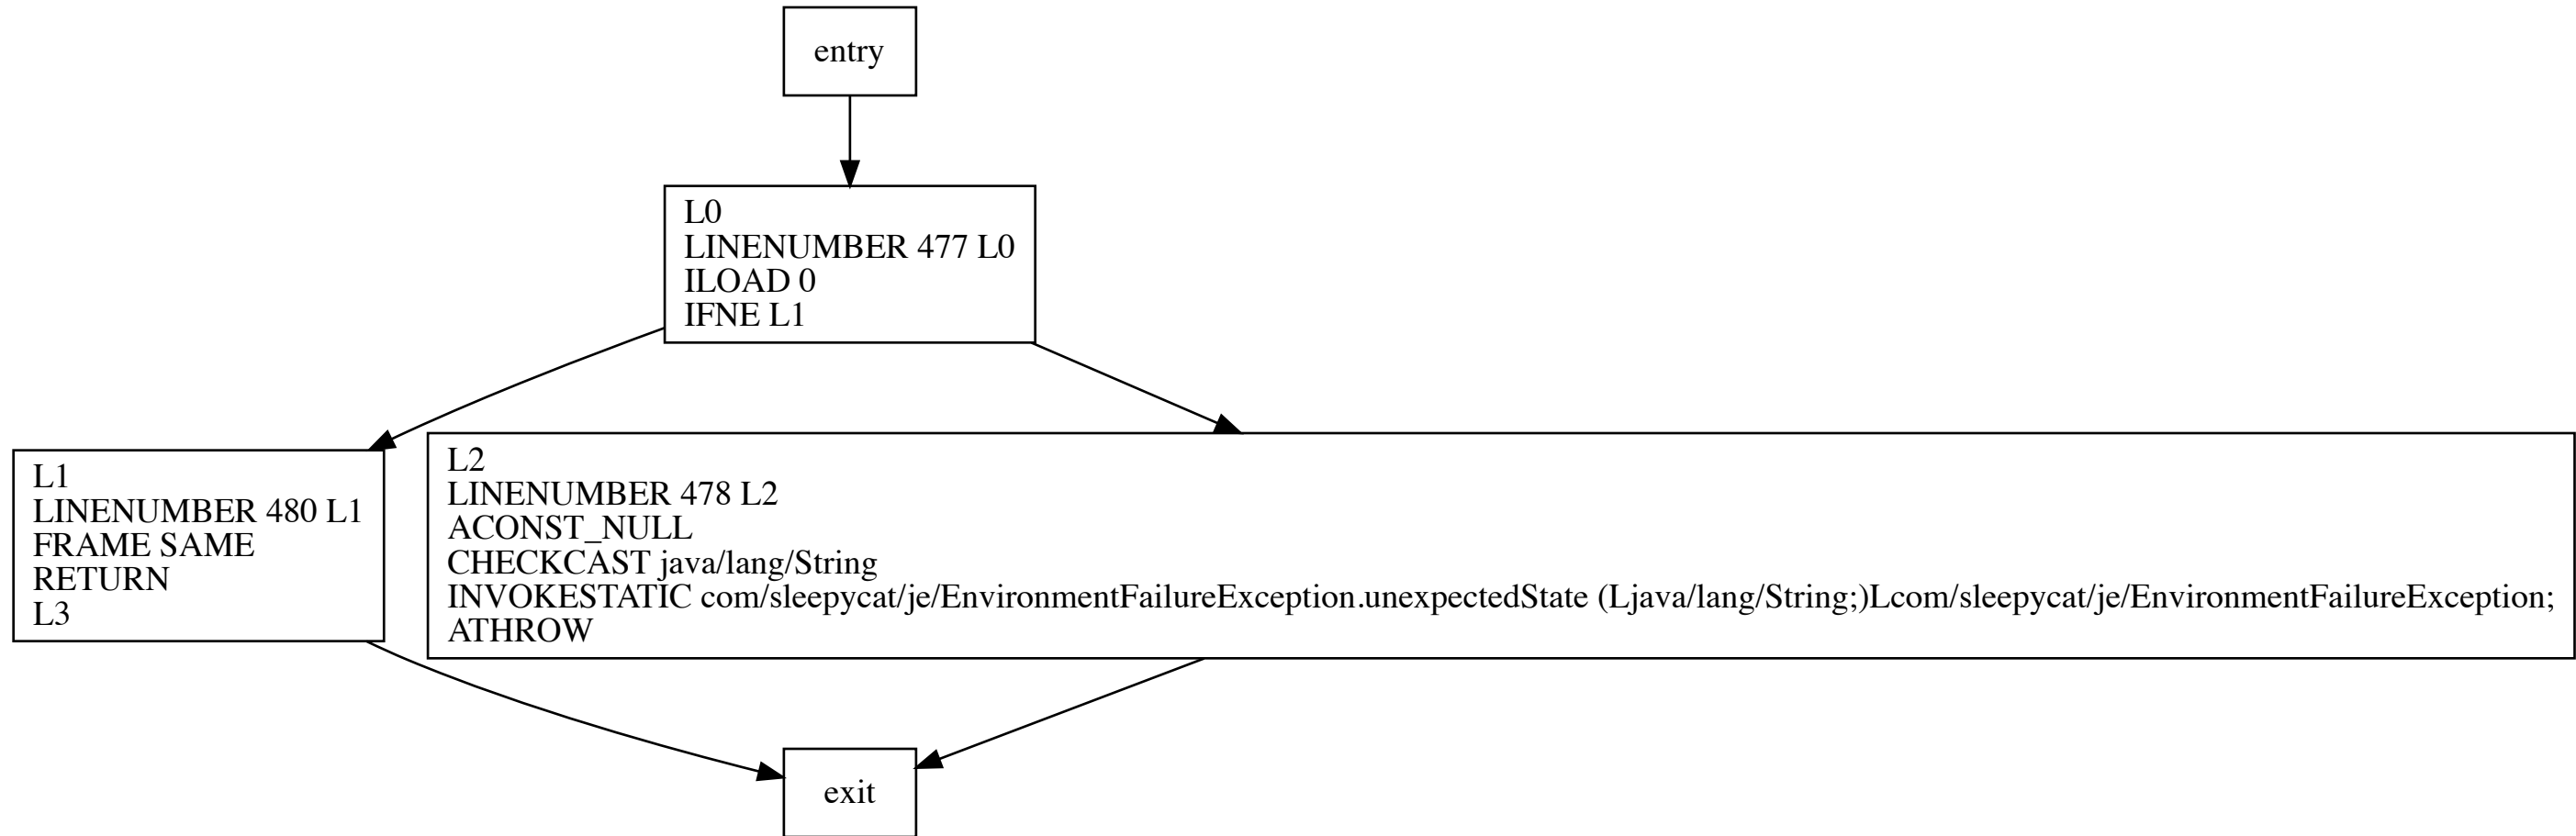 entry
L0
LINENUMBER 477 L0
ILOAD 0
IFNE L1
L1
LINENUMBER 480 L1
FRAME SAME
RETURN
L3
L2
LINENUMBER 478 L2
ACONST_NULL
CHECKCAST java/lang/String
INVOKESTATIC com/sleepycat/je/EnvironmentFailureException.unexpectedState (Ljava/lang/String;)Lcom/sleepycat/je/EnvironmentFailureException;
ATHROW
exit